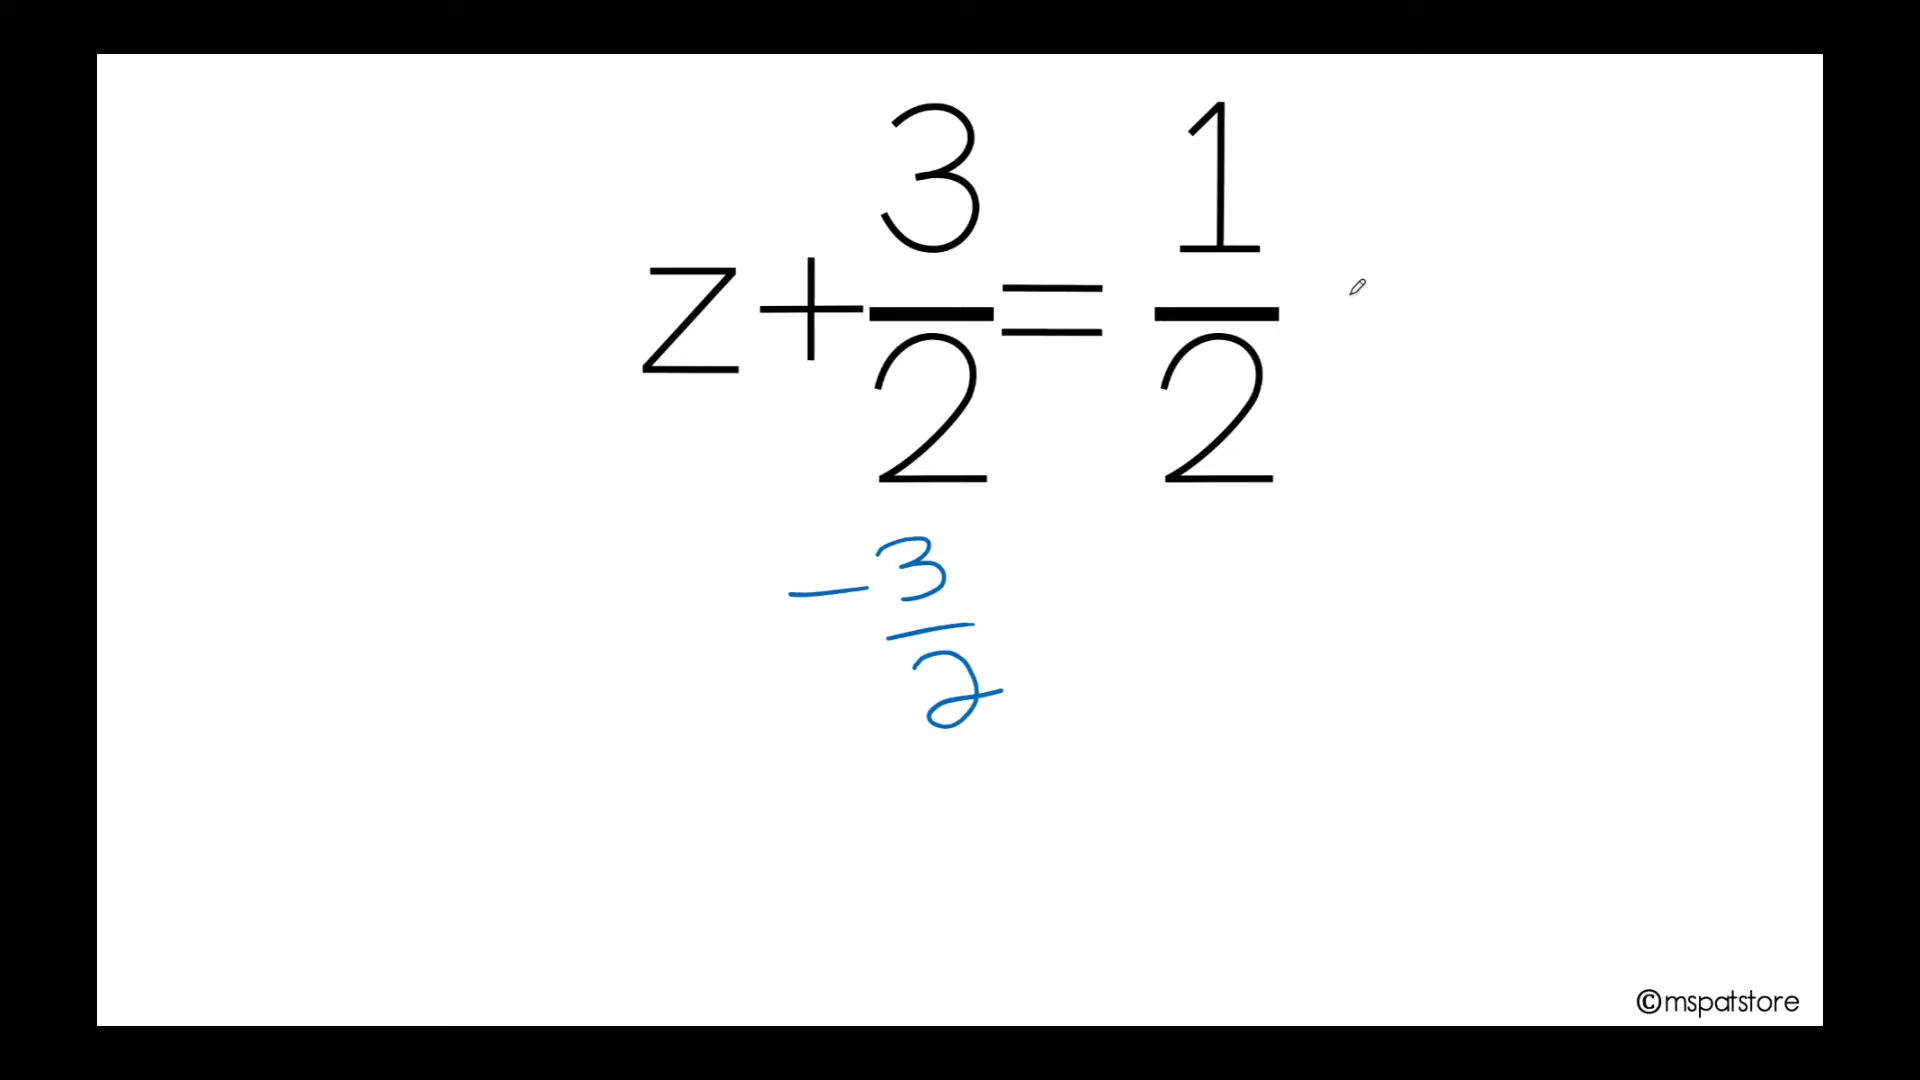 z + 3/2 = 1/2
- 3/2
©mspatstore